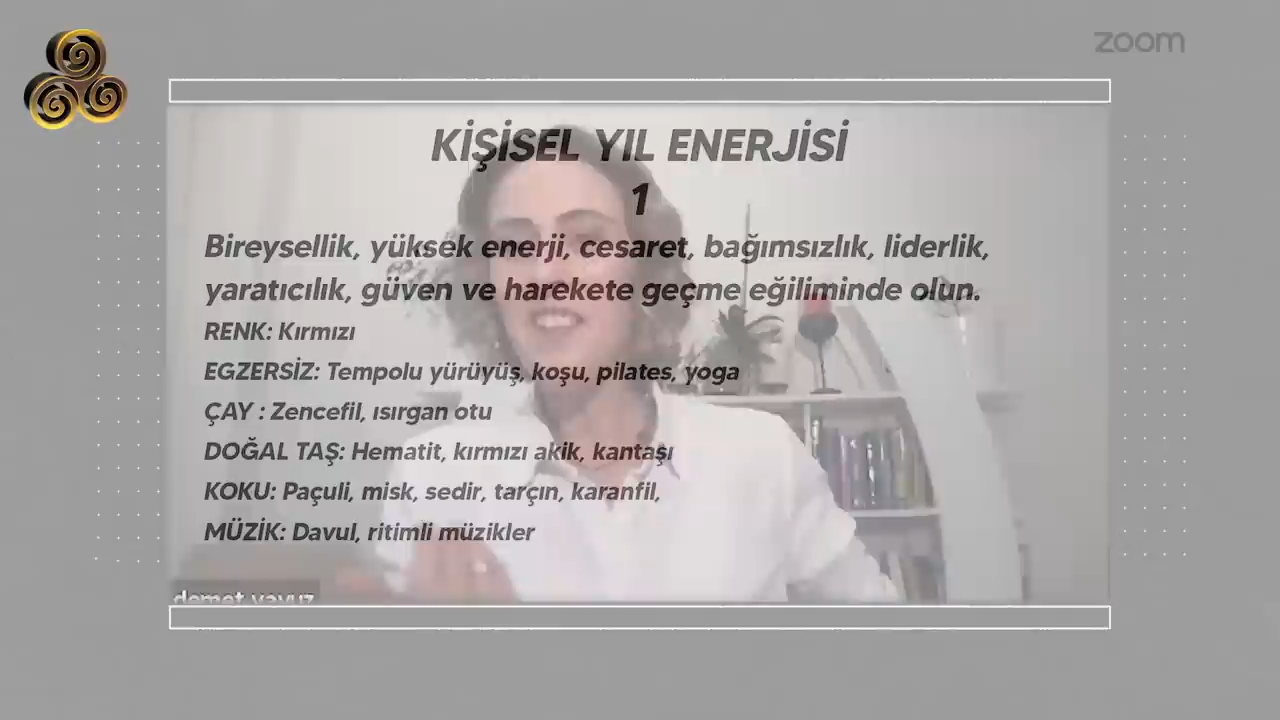 zoom
KİŞİSEL YIL ENERJİSİ
1
Bireysellik, yüksek enerji, cesaret, bağımsızlık, liderlik,
yaratıcılık, güven ve harekete geçme eğiliminde olun.
RENK: Kırmızı
EGZERSİZ: Tempolu yürüyüş, koşu, pilates, yoga
ÇAY : Zencefil, ısırgan otu
DOĞAL TAŞ: Hematit, kırmızı akik, kantaşı
KOKU: Paçuli, misk, sedir, tarçın, karanfil,
MÜZİK: Davul, ritimli müzikler
demet yavuz